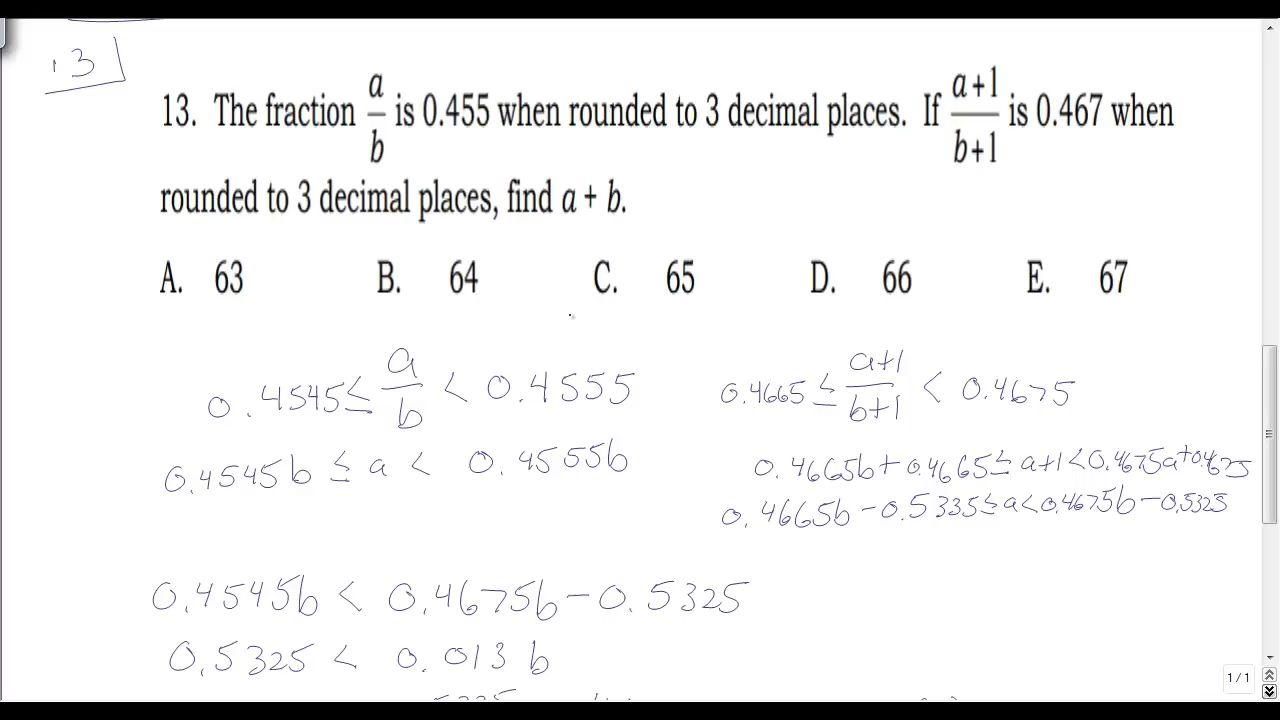 13
13. The fraction a/b is 0.455 when rounded to 3 decimal places. If (a+1)/(b+1) is 0.467 when
rounded to 3 decimal places, find a + b.
A. 63 B. 64 C. 65 D. 66 E. 67
0.4545 ≤ a/b < 0.4555
0.4665 ≤ (a+1)/(b+1) < 0.4675
0.4545b ≤ a < 0.4555b
0.4665b + 0.4665 ≤ a+1 < 0.4675a + 0.4675
0.4665b - 0.5335 ≤ a < 0.4675b - 0.5325
0.4545b < 0.4675b - 0.5325
0.5325 < 0.013 b
1/1